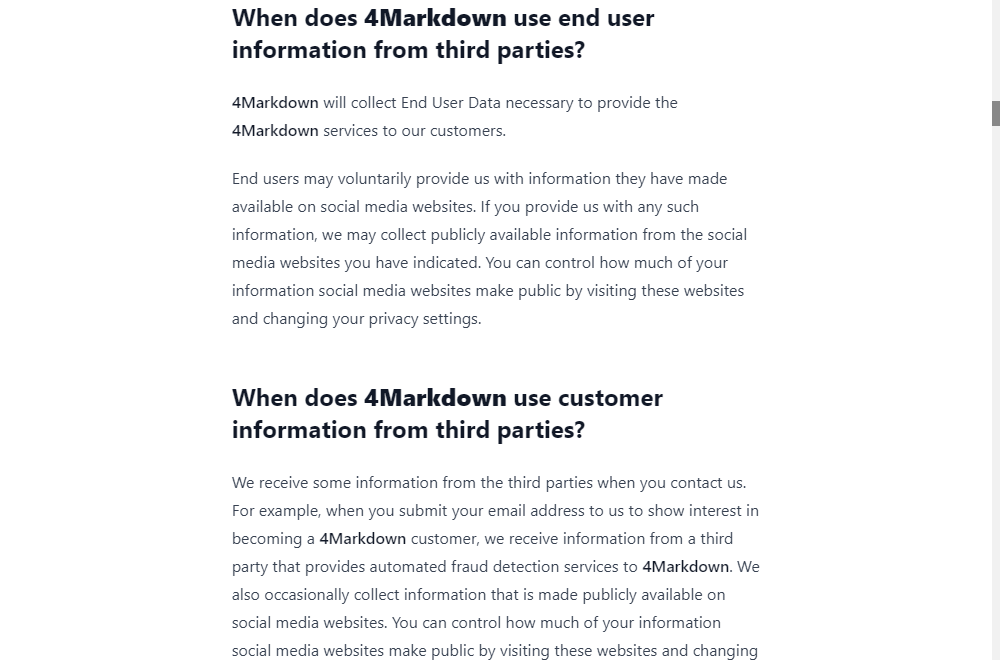 When does 4Markdown use end user
information from third parties?
4Markdown will collect End User Data necessary to provide the
4Markdown services to our customers.
End users may voluntarily provide us with information they have made
available on social media websites. If you provide us with any such
information, we may collect publicly available information from the social
media websites you have indicated. You can control how much of your
information social media websites make public by visiting these websites
and changing your privacy settings.
When does 4Markdown use customer
information from third parties?
We receive some information from the third parties when you contact us.
For example, when you submit your email address to us to show interest in
becoming a 4Markdown customer, we receive information from a third
party that provides automated fraud detection services to 4Markdown. We
also occasionally collect information that is made publicly available on
social media websites. You can control how much of your information
social media websites make public by visiting these websites and changing